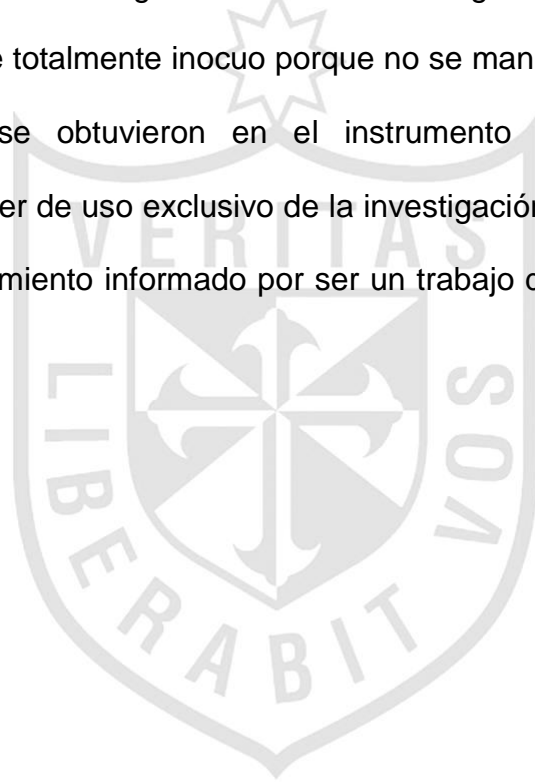 e totalmente inocuo porque no se man
se obtuvieron en el instrumento
er de uso exclusivo de la investigación
miento informado por ser un trabajo d
VERITAS
LIBERABIT VOS